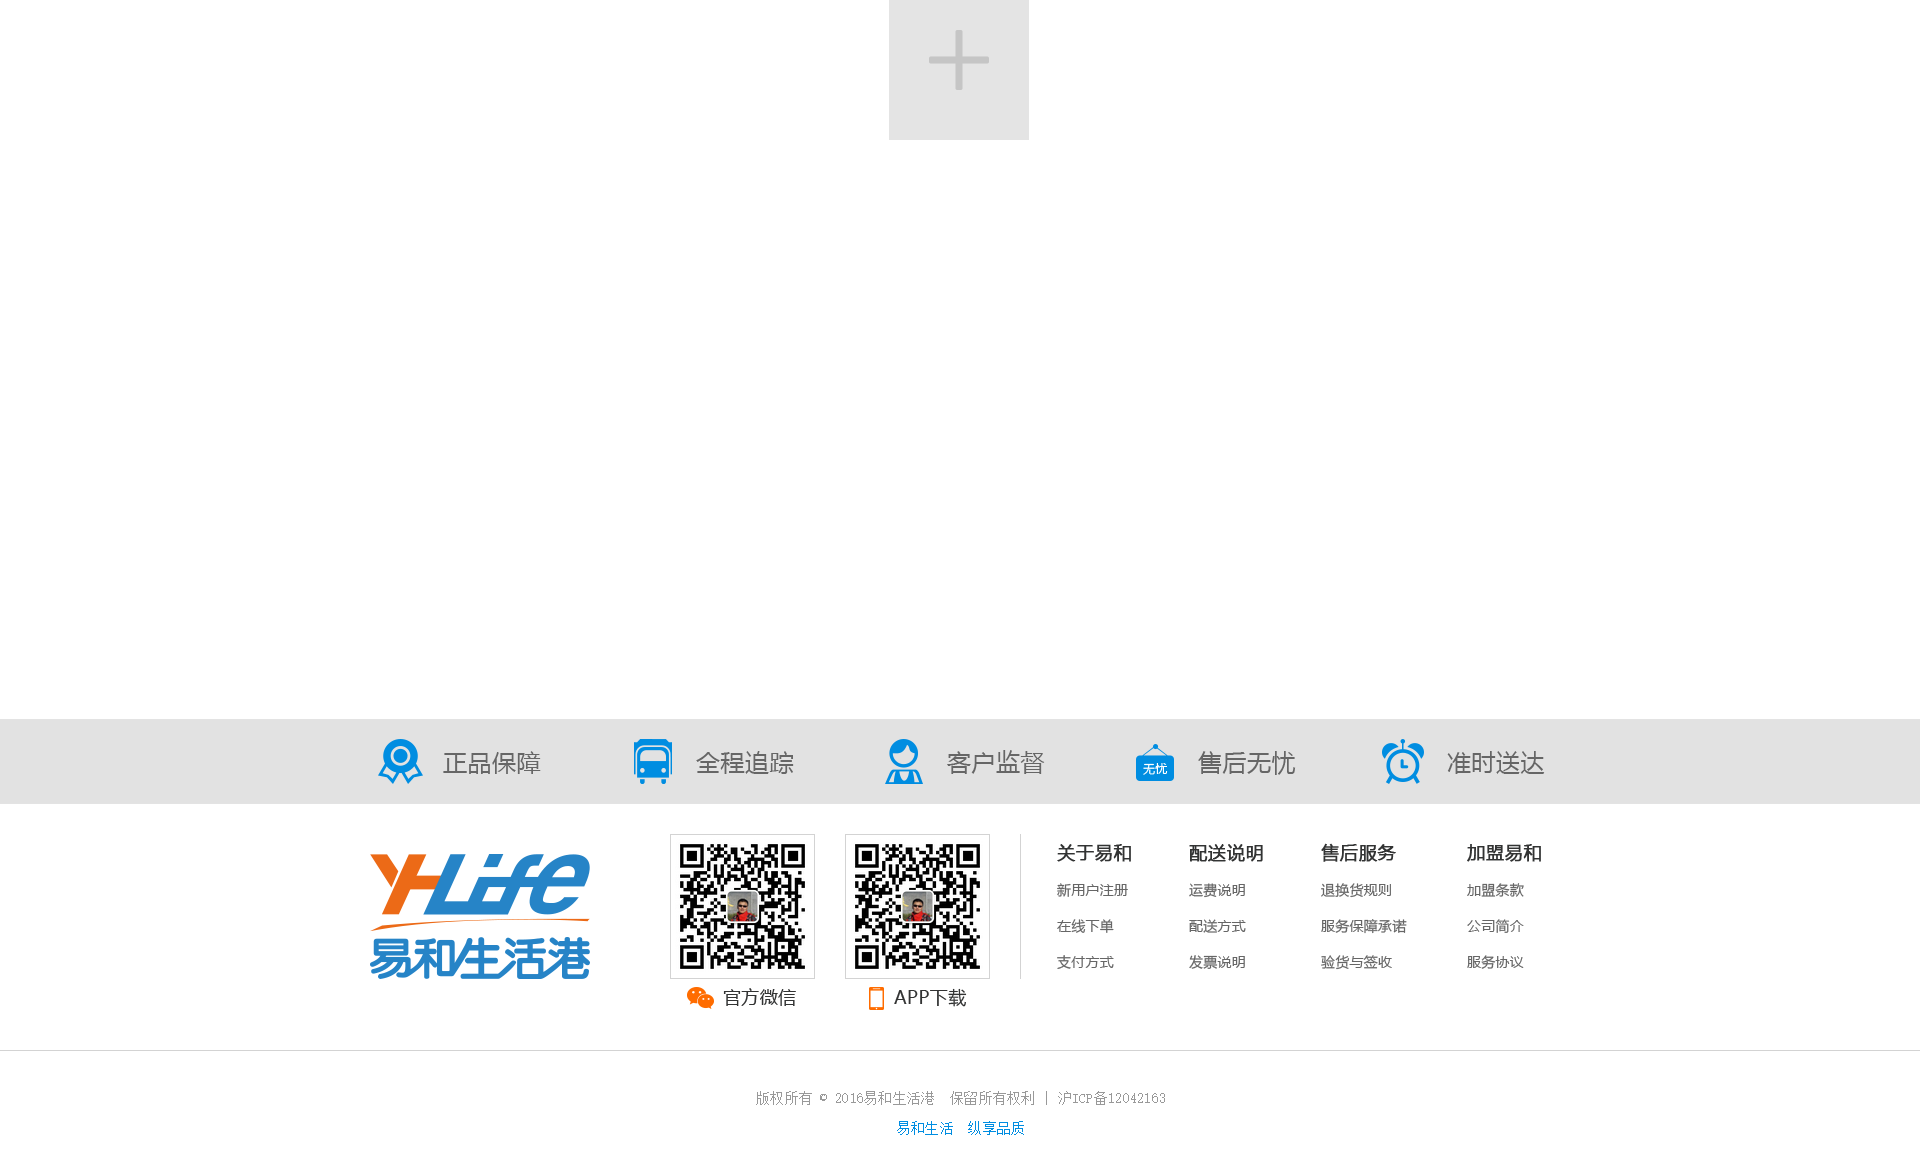 正品保障
全程追踪
客户监督
无忧
售后无忧
准时送达
YHLife
易和生活港
官方微信
APP下载
关于易和
新用户注册
在线下单
支付方式
配送说明
运费说明
配送方式
发票说明
售后服务
退换货规则
服务保障承诺
验货与签收
加盟易和
加盟条款
公司简介
服务协议
版权所有 © 2016易和生活港　保留所有权利 | 沪ICP备12042163
易和生活　纵享品质